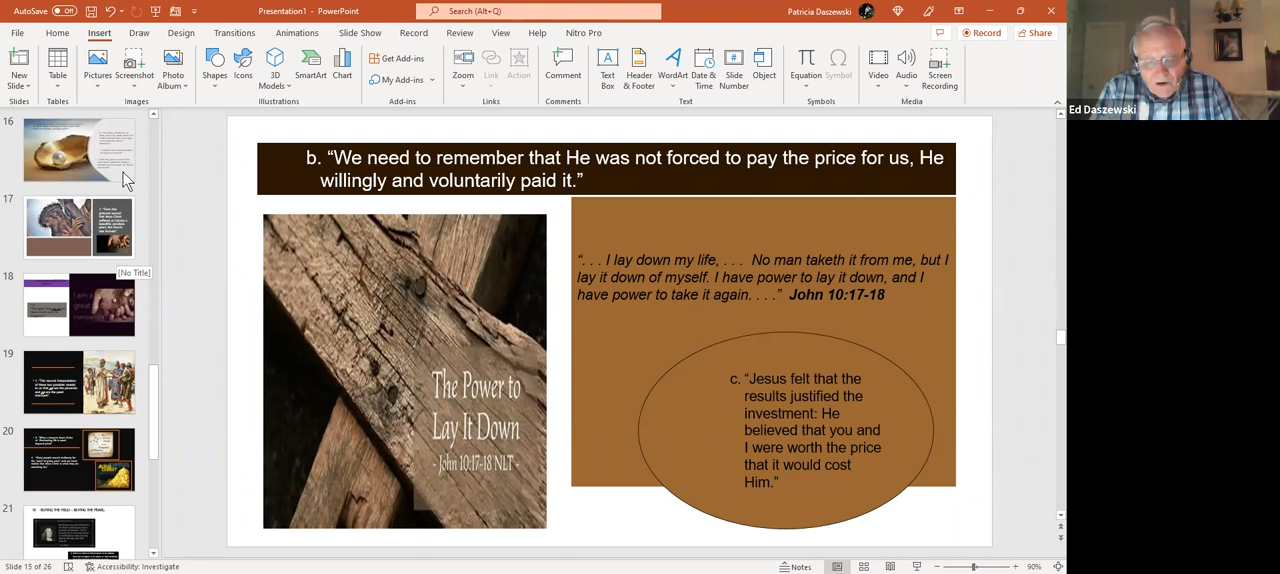 AutoSave
Off
Presentation1 - PowerPoint
Search (Alt+Q)
Patricia Daszewski
File
Home
Insert
Draw
Design
Transitions
Animations
Slide Show
Record
Review
View
Help
Nitro Pro
Record
Share
New
Slide
Table
Pictures
Screenshot
Photo
Album
Shapes
Icons
3D
Models
SmartArt
Chart
Get Add-ins
My Add-ins
Zoom
Link
Action
Comment
Text
Box
Header
& Footer
WordArt
Date &
Time
Slide
Number
Object
Equation
Symbol
Video
Audio
Screen
Recording
Slides
Tables
Images
Illustrations
Add-ins
Links
Comments
Text
Symbols
Media
Ed Daszewski
16
17
[No Title]
18
19
20
21
VI. BUYING THE FIELD – BUYING THE PEARL:
b. “We need to remember that He was not forced to pay the price for us, He
willingly and voluntarily paid it.”
The Power to
Lay It Down
- John 10:17-18 NLT -
“. . . I lay down my life, . . . No man taketh it from me, but I
lay it down of myself. I have power to lay it down, and I
have power to take it again. . . .” John 10:17-18
c. “Jesus felt that the
results justified the
investment: He
believed that you and
I were worth the price
that it would cost
Him.”
Slide 15 of 26
Accessibility: Investigate
Notes
90%